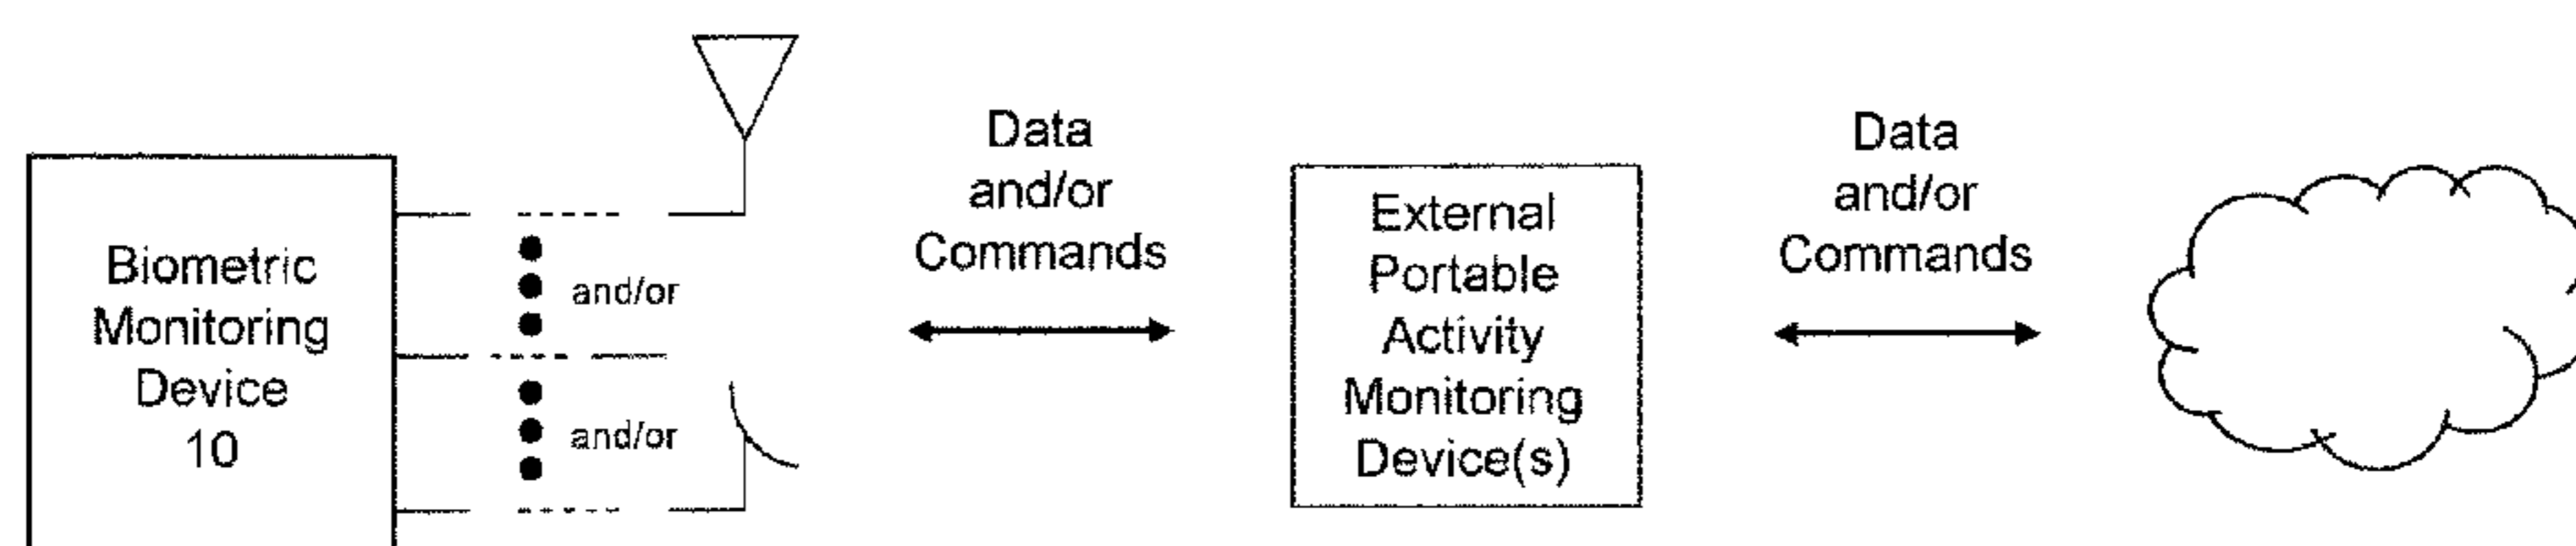 Biometric
Monitoring
Device
10
and/or
and/or
Data
and/or
Commands
External
Portable
Activity
Monitoring
Device(s)
Data
and/or
Commands